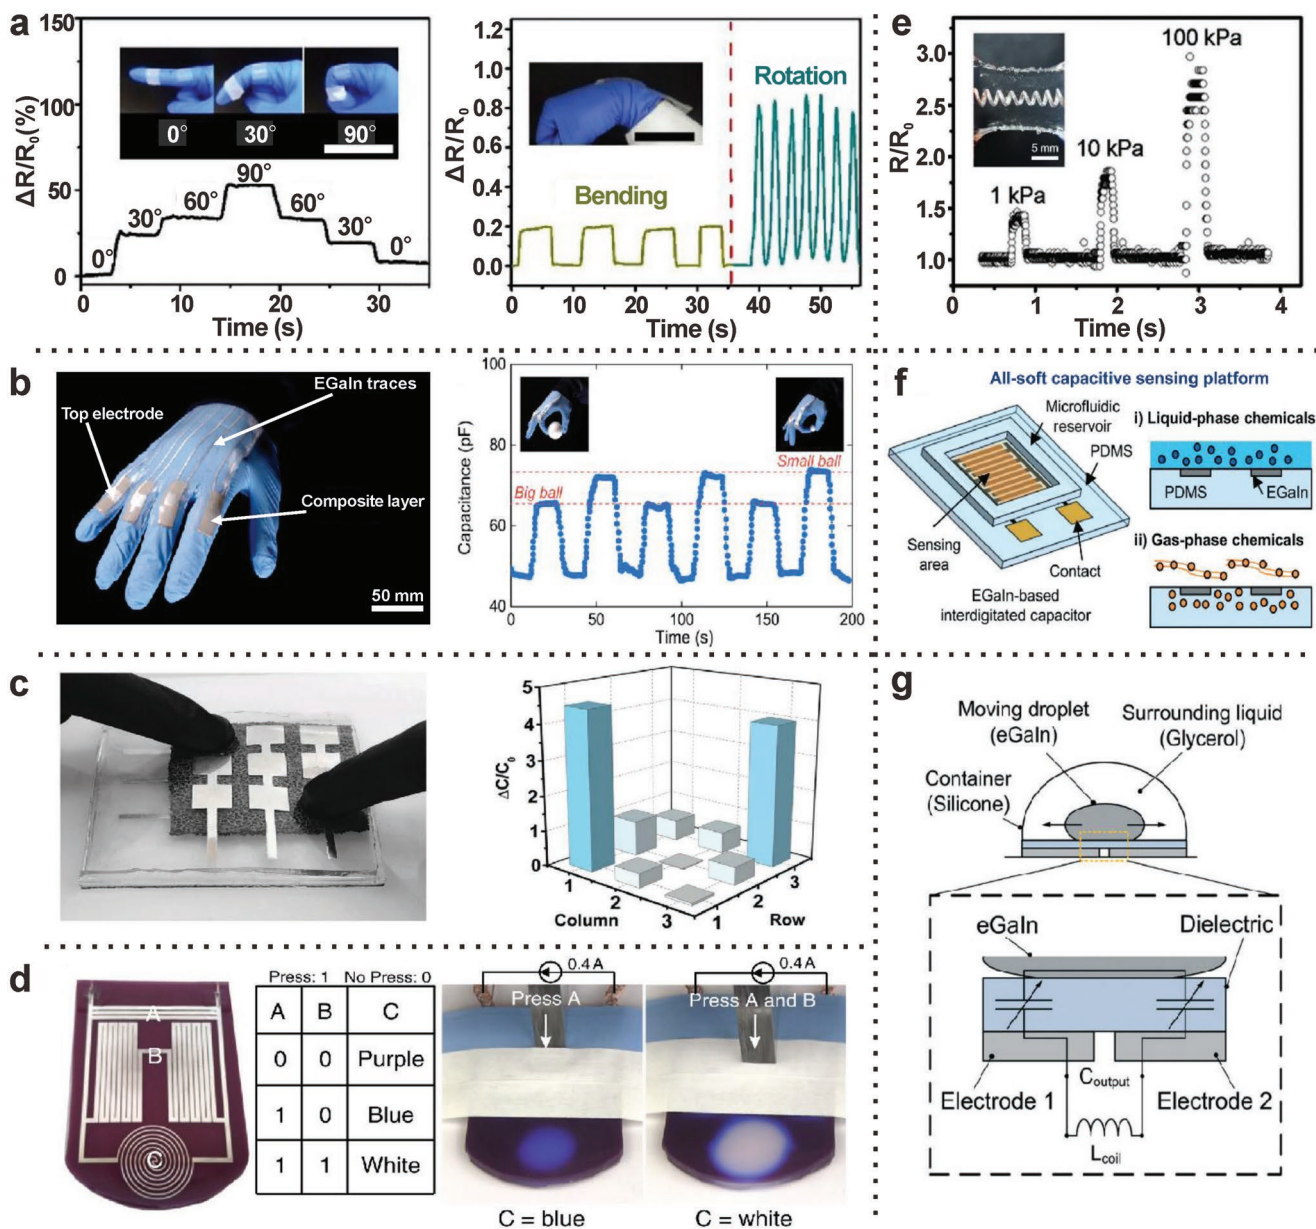 a
150
100
50
0
ΔR/R₀(%)
0°
30°
90°
0°
30°
60°
90°
60°
30°
0°
0
10
20
30
Time (s)
1.2
1.0
0.8
0.6
0.4
0.2
0.0
ΔR/R₀
Rotation
Bending
0
10
20
30
40
50
Time (s)
b
EGaIn traces
Top electrode
Composite layer
50 mm
100
80
60
40
Capacitance (pF)
Small ball
Big ball
0
50
100
150
200
Time (s)
c
5
4
3
2
1
0
ΔC/C₀
1
2
3
Column
1
2
3
Row
d
A
B
C
Press: 1 No Press: 0
A B C
0 0 Purple
1 0 Blue
1 1 White
0.4 A
Press A
C = blue
0.4 A
Press A and B
C = white
e
3.0
2.5
2.0
1.5
1.0
R/R₀
5 mm
1 kPa
10 kPa
100 kPa
0
1
2
3
4
Time (s)
f
All-soft capacitive sensing platform
Microfluidic
reservoir
PDMS
Sensing
area
Contact
EGaIn-based
interdigitated capacitor
i) Liquid-phase chemicals
PDMS
EGaIn
ii) Gas-phase chemicals
g
Moving droplet
(eGaIn)
Surrounding liquid
(Glycerol)
Container
(Silicone)
eGaIn
Dielectric
Electrode 1
Coutput
Electrode 2
Lcoil